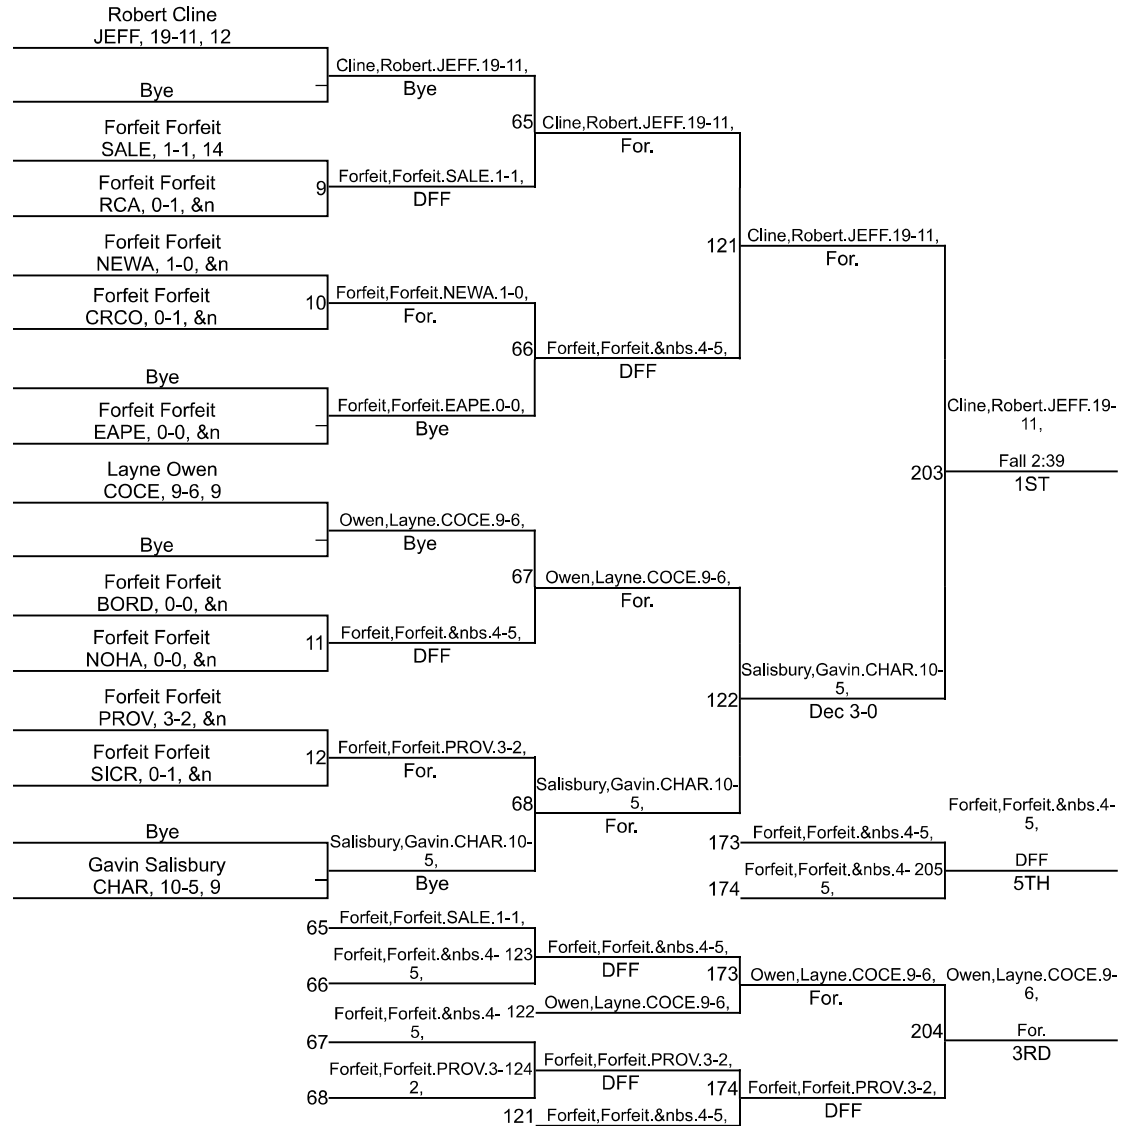 Robert Cline
JEFF, 19-11, 12
Cline,Robert.JEFF.19-11,
Bye
Bye
65
Cline,Robert.JEFF.19-11,
For.
Forfeit Forfeit
SALE, 1-1, 14
9
Forfeit,Forfeit.SALE.1-1,
DFF
Forfeit Forfeit
RCA, 0-1, &n
121
Cline,Robert.JEFF.19-11,
For.
Forfeit Forfeit
NEWA, 1-0, &n
10
Forfeit,Forfeit.NEWA.1-0,
For.
Forfeit Forfeit
CRCO, 0-1, &n
66
Forfeit,Forfeit.&nbs.4-5,
DFF
Bye
Forfeit,Forfeit.EAPE.0-0,
Bye
Forfeit Forfeit
EAPE, 0-0, &n
Cline,Robert.JEFF.19-
11,
203
Fall 2:39
1ST
Layne Owen
COCE, 9-6, 9
Owen,Layne.COCE.9-6,
Bye
Bye
67
Owen,Layne.COCE.9-6,
For.
Forfeit Forfeit
BORD, 0-0, &n
11
Forfeit,Forfeit.&nbs.4-5,
DFF
Forfeit Forfeit
NOHA, 0-0, &n
122
Salisbury,Gavin.CHAR.10-
5,
Dec 3-0
Forfeit Forfeit
PROV, 3-2, &n
12
Forfeit,Forfeit.PROV.3-2,
For.
Forfeit Forfeit
SICR, 0-1, &n
68
Salisbury,Gavin.CHAR.10-
5,
For.
Bye
Salisbury,Gavin.CHAR.10-
5,
Bye
Gavin Salisbury
CHAR, 10-5, 9
173
Forfeit,Forfeit.&nbs.4-5,
174
Forfeit,Forfeit.&nbs.4-
5,
205
Forfeit,Forfeit.&nbs.4-
5,
DFF
5TH
65
Forfeit,Forfeit.SALE.1-1,
66
Forfeit,Forfeit.&nbs.4-
5,
123
Forfeit,Forfeit.&nbs.4-5,
DFF
122
Owen,Layne.COCE.9-6,
173
Owen,Layne.COCE.9-6,
For.
67
Forfeit,Forfeit.&nbs.4-
5,
68
Forfeit,Forfeit.PROV.3-
2,
124
Forfeit,Forfeit.PROV.3-2,
DFF
121
Forfeit,Forfeit.&nbs.4-5,
174
Forfeit,Forfeit.PROV.3-2,
DFF
204
Owen,Layne.COCE.9-
6,
For.
3RD